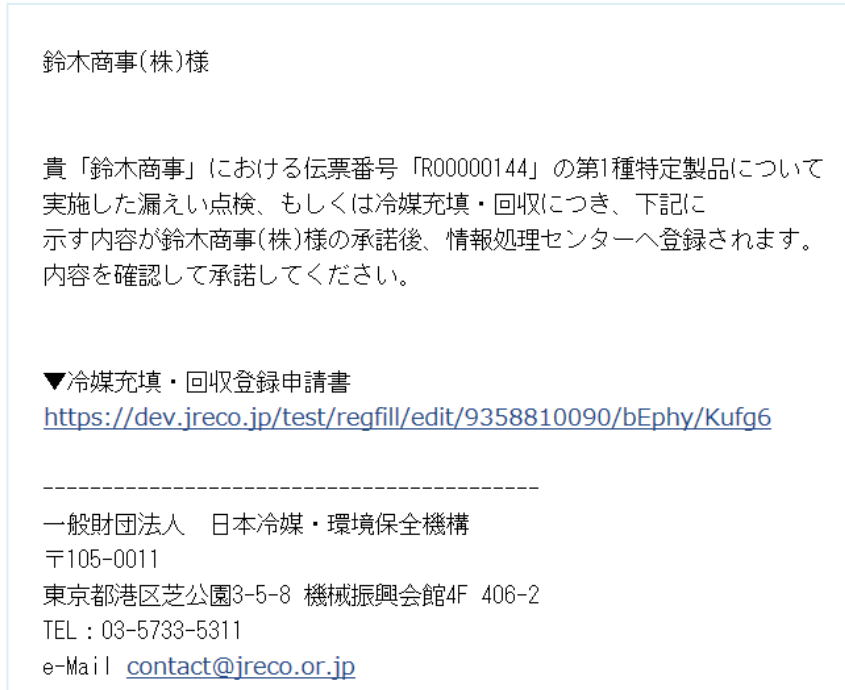 鈴木商事(株)様
貴「鈴木商事」における伝票番号「R00000144」の第1種特定製品について
実施した漏えい点検、もしくは冷媒充填・回収につき、下記に
示す内容が鈴木商事(株)様の承諾後、情報処理センターへ登録されます。
内容を確認して承諾してください。
▼冷媒充填・回収登録申請書
https://dev.jreco.jp/test/regfill/edit/9358810090/bEphy/Kufg6
------------------------------------------
一般財団法人　日本冷媒・環境保全機構
〒105-0011
東京都港区芝公園3-5-8 機械振興会館4F 406-2
TEL：03-5733-5311
e-Mail contact@jreco.or.jp